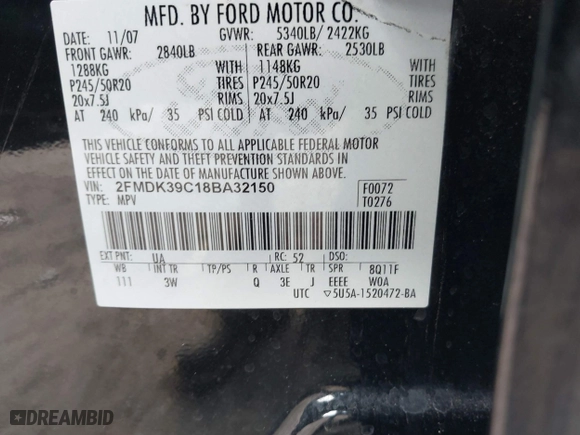 MFD. BY FORD MOTOR CO.
DATE: 11/07 GVWR: 5340LB/ 2422KG
FRONT GAWR: 2840LB REAR GAWR: 2530LB
1288KG WITH 1148KG WITH
P245/50R20 TIRES P245/50R20 TIRES
20x7.5J RIMS 20x7.5J RIMS
AT 240 kPa/ 35 PSI COLD AT 240 kPa/ 35 PSI COLD
THIS VEHICLE CONFORMS TO ALL APPLICABLE FEDERAL MOTOR
VEHICLE SAFETY AND THEFT PREVENTION STANDARDS IN
EFFECT ON THE DATE OF MANUFACTURE SHOWN ABOVE.
VIN: 2FMDK39C18BA32150 F0072
TYPE: MPV T0276
EXT PNT: UA RC: 52 DSO:
WB INT TR TP/PS R AXLE TR SPR 8Q11F
111 3W Q 3E J EEEE WOA
UTC ▽5U5A-1520472-BA
DREAMBID